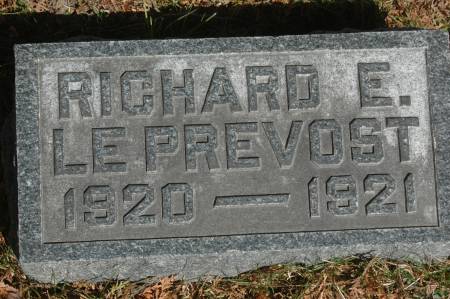 RICHARD E.
LE PREVOST
1920 — 1921